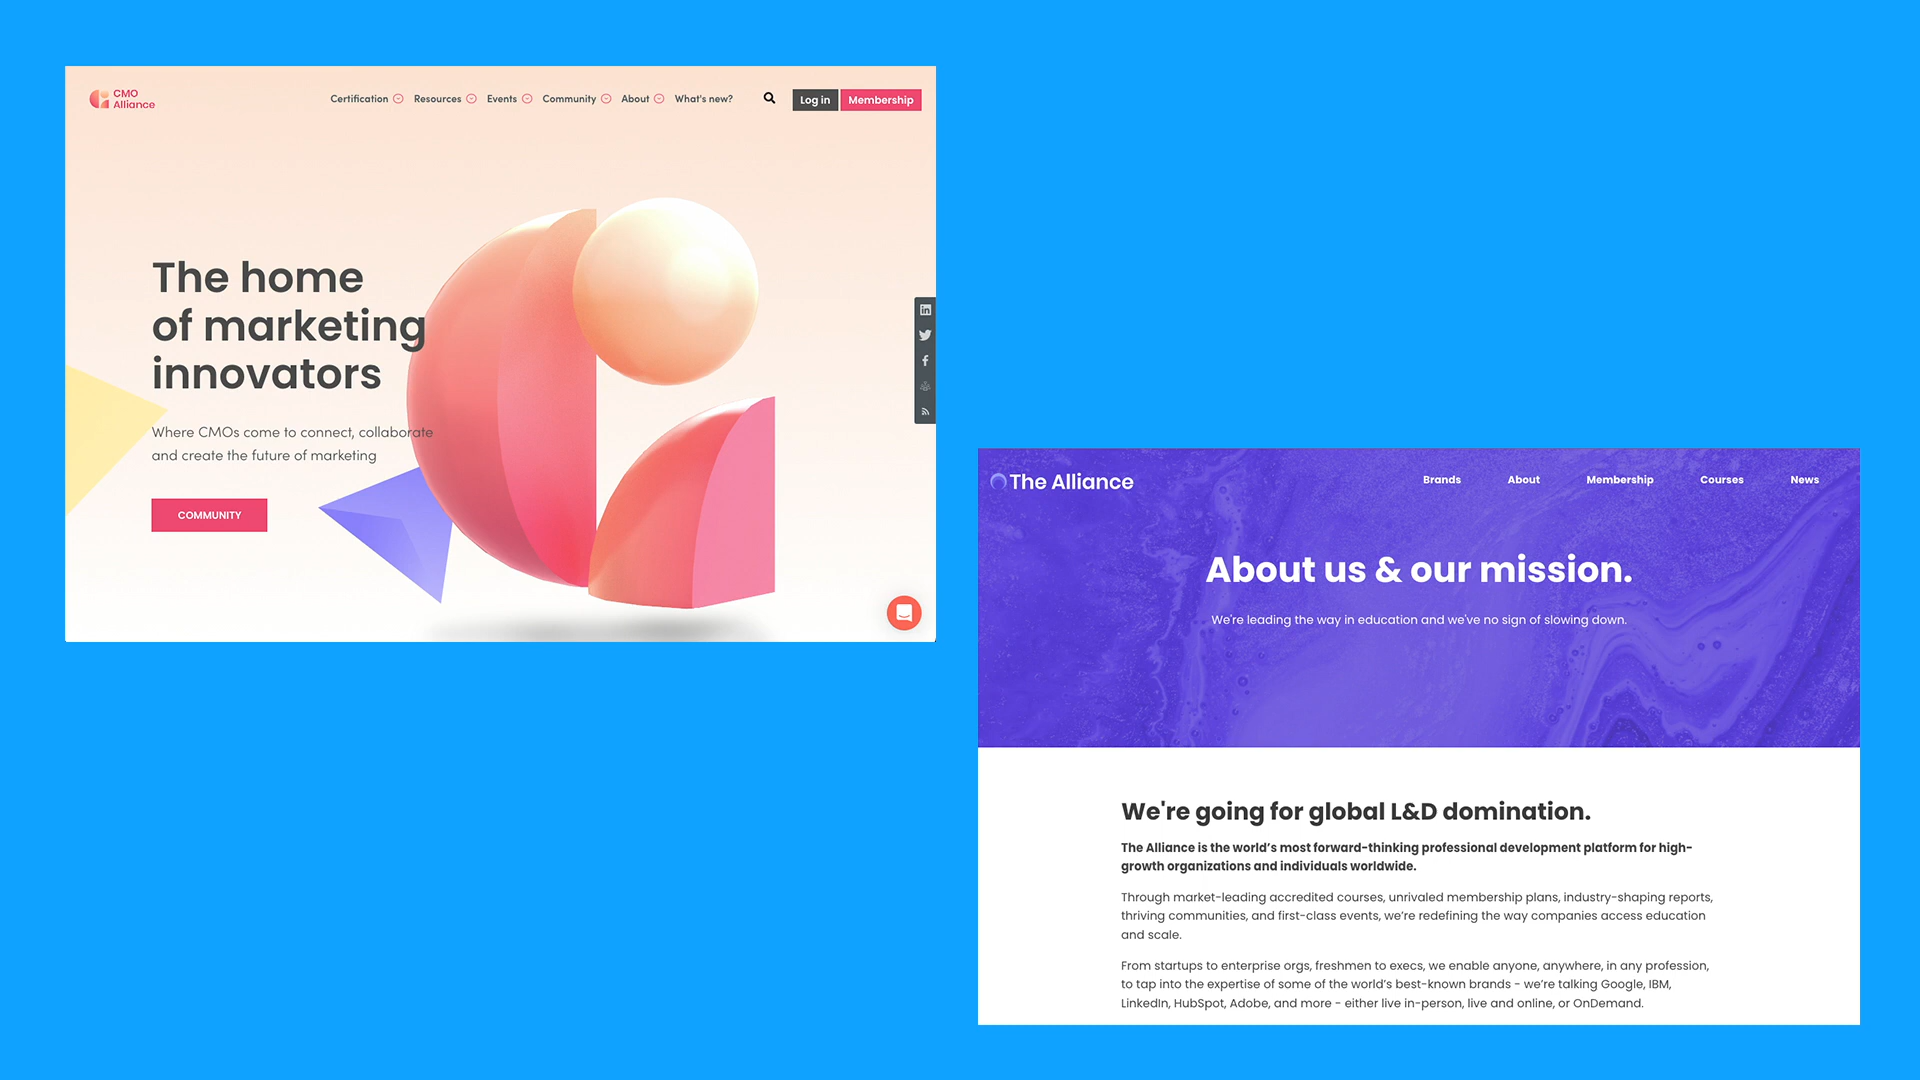 CMO
Alliance
Certification Resources Events Community About What's new? Log in Membership
The home
of marketing
innovators
Where CMOs come to connect, collaborate
and create the future of marketing
COMMUNITY
The Alliance Brands About Membership Courses News
About us & our mission.
We're leading the way in education and we've no sign of slowing down.
We're going for global L&D domination.
The Alliance is the world’s most forward-thinking professional development platform for high-
growth organizations and individuals worldwide.
Through market-leading accredited courses, unrivaled membership plans, industry-shaping reports,
thriving communities, and first-class events, we’re redefining the way companies access education
and scale.
From startups to enterprise orgs, freshmen to execs, we enable anyone, anywhere, in any profession,
to tap into the expertise of some of the world’s best-known brands - we’re talking Google, IBM,
LinkedIn, HubSpot, Adobe, and more - either live in-person, live and online, or OnDemand.